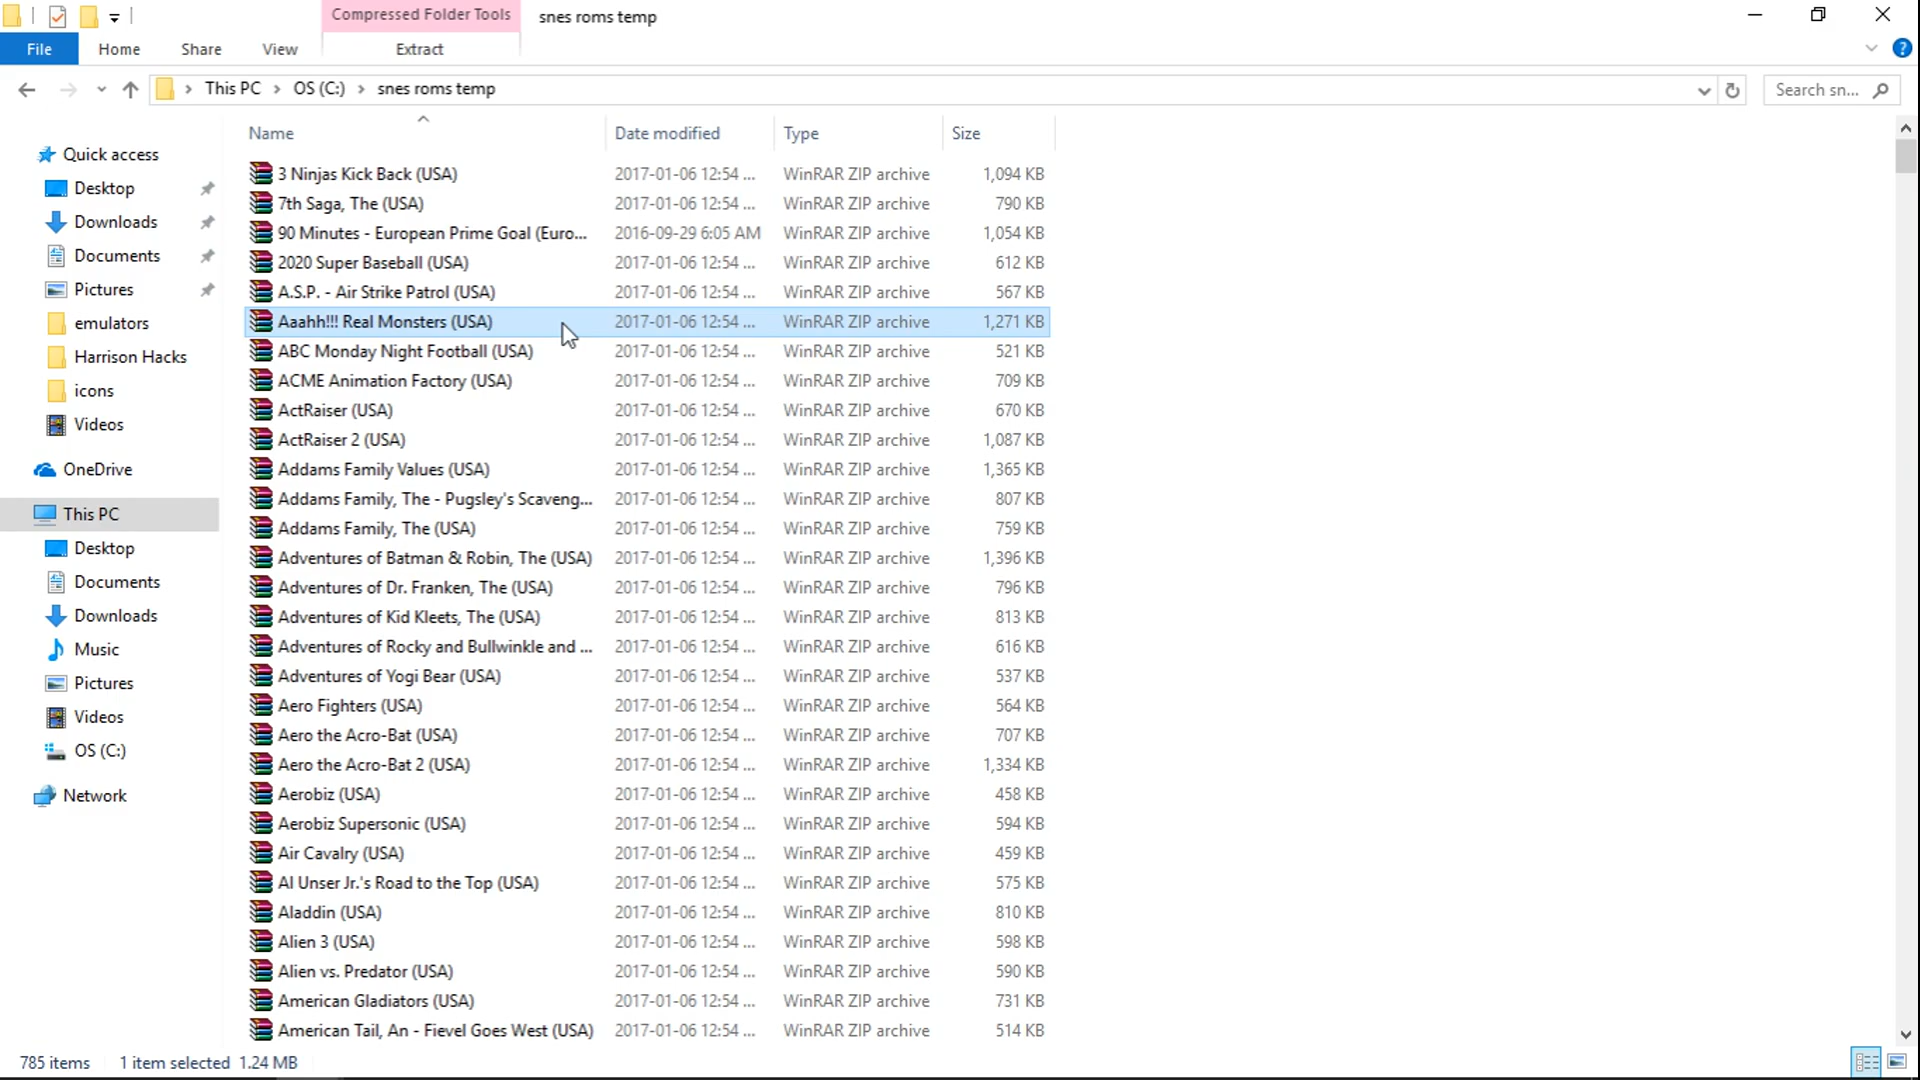 Compressed Folder Tools
snes roms temp
File
Home
Share
View
Extract
?
This PC > OS (C:) > snes roms temp
Search sn...
Name
Date modified
Type
Size
Quick access
Desktop
Downloads
Documents
Pictures
emulators
Harrison Hacks
icons
Videos
OneDrive
This PC
Desktop
Documents
Downloads
Music
Pictures
Videos
OS (C:)
Network
3 Ninjas Kick Back (USA) 2017-01-06 12:54 ... WinRAR ZIP archive 1,094 KB
7th Saga, The (USA) 2017-01-06 12:54 ... WinRAR ZIP archive 790 KB
90 Minutes - European Prime Goal (Euro... 2016-09-29 6:05 AM WinRAR ZIP archive 1,054 KB
2020 Super Baseball (USA) 2017-01-06 12:54 ... WinRAR ZIP archive 612 KB
A.S.P. - Air Strike Patrol (USA) 2017-01-06 12:54 ... WinRAR ZIP archive 567 KB
Aaahh!!! Real Monsters (USA) 2017-01-06 12:54 ... WinRAR ZIP archive 1,271 KB
ABC Monday Night Football (USA) 2017-01-06 12:54 ... WinRAR ZIP archive 521 KB
ACME Animation Factory (USA) 2017-01-06 12:54 ... WinRAR ZIP archive 709 KB
ActRaiser (USA) 2017-01-06 12:54 ... WinRAR ZIP archive 670 KB
ActRaiser 2 (USA) 2017-01-06 12:54 ... WinRAR ZIP archive 1,087 KB
Addams Family Values (USA) 2017-01-06 12:54 ... WinRAR ZIP archive 1,365 KB
Addams Family, The - Pugsley's Scaveng... 2017-01-06 12:54 ... WinRAR ZIP archive 807 KB
Addams Family, The (USA) 2017-01-06 12:54 ... WinRAR ZIP archive 759 KB
Adventures of Batman & Robin, The (USA) 2017-01-06 12:54 ... WinRAR ZIP archive 1,396 KB
Adventures of Dr. Franken, The (USA) 2017-01-06 12:54 ... WinRAR ZIP archive 796 KB
Adventures of Kid Kleets, The (USA) 2017-01-06 12:54 ... WinRAR ZIP archive 813 KB
Adventures of Rocky and Bullwinkle and ... 2017-01-06 12:54 ... WinRAR ZIP archive 616 KB
Adventures of Yogi Bear (USA) 2017-01-06 12:54 ... WinRAR ZIP archive 537 KB
Aero Fighters (USA) 2017-01-06 12:54 ... WinRAR ZIP archive 564 KB
Aero the Acro-Bat (USA) 2017-01-06 12:54 ... WinRAR ZIP archive 707 KB
Aero the Acro-Bat 2 (USA) 2017-01-06 12:54 ... WinRAR ZIP archive 1,334 KB
Aerobiz (USA) 2017-01-06 12:54 ... WinRAR ZIP archive 458 KB
Aerobiz Supersonic (USA) 2017-01-06 12:54 ... WinRAR ZIP archive 594 KB
Air Cavalry (USA) 2017-01-06 12:54 ... WinRAR ZIP archive 459 KB
Al Unser Jr.'s Road to the Top (USA) 2017-01-06 12:54 ... WinRAR ZIP archive 575 KB
Aladdin (USA) 2017-01-06 12:54 ... WinRAR ZIP archive 810 KB
Alien 3 (USA) 2017-01-06 12:54 ... WinRAR ZIP archive 598 KB
Alien vs. Predator (USA) 2017-01-06 12:54 ... WinRAR ZIP archive 590 KB
American Gladiators (USA) 2017-01-06 12:54 ... WinRAR ZIP archive 731 KB
American Tail, An - Fievel Goes West (USA) 2017-01-06 12:54 ... WinRAR ZIP archive 514 KB
785 items 1 item selected 1.24 MB